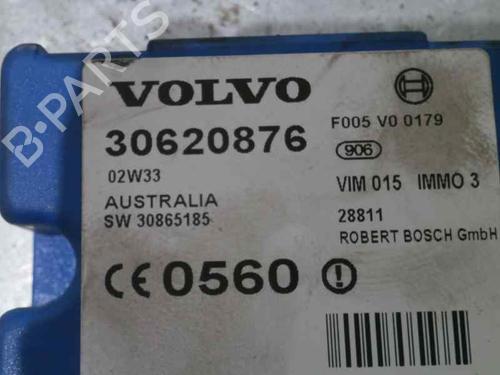 VOLVO
30620876
02W33
AUSTRALIA
SW 30865185
CE 0560
F005 V0 0179
906
VIM 015 IMMO 3
28811
ROBERT BOSCH GmbH
B-PARTS